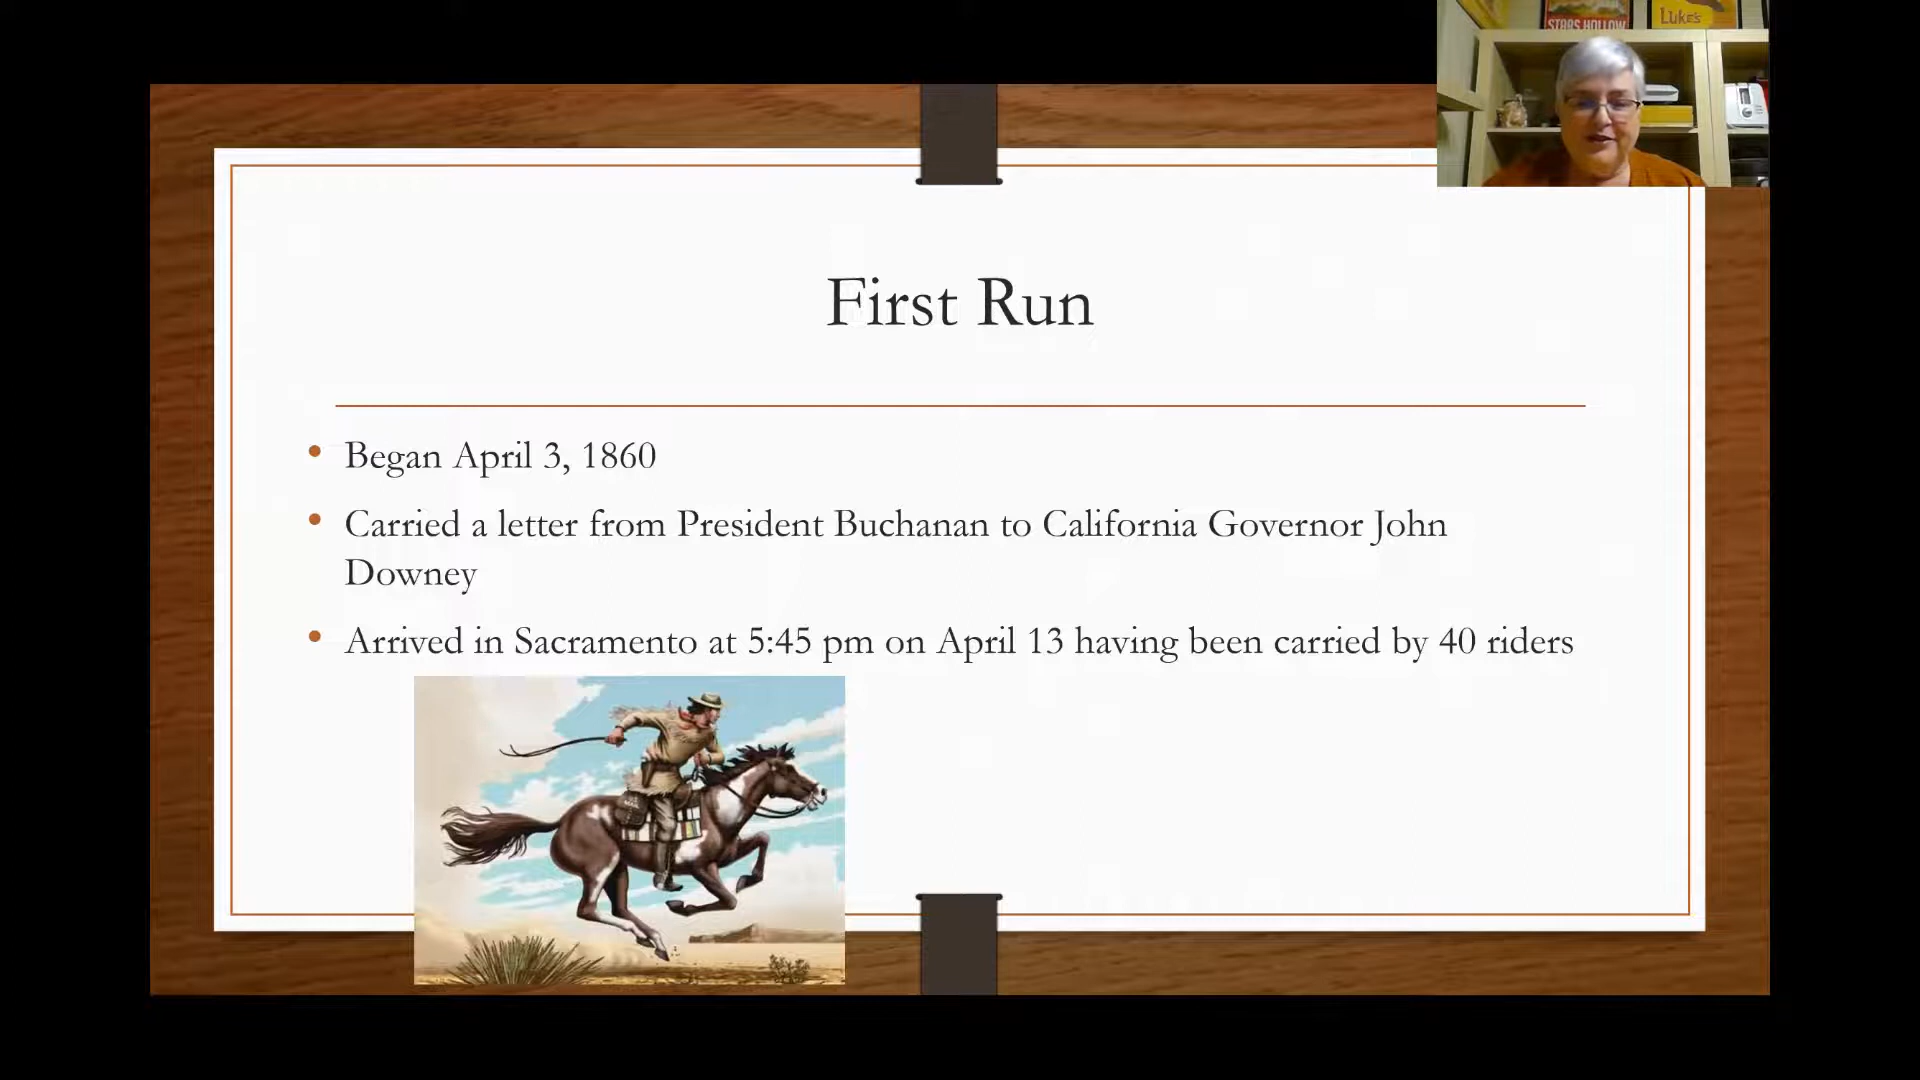 STARS HOLLOW
LUKE'S
First Run
• Began April 3, 1860
• Carried a letter from President Buchanan to California Governor John
Downey
• Arrived in Sacramento at 5:45 pm on April 13 having been carried by 40 riders